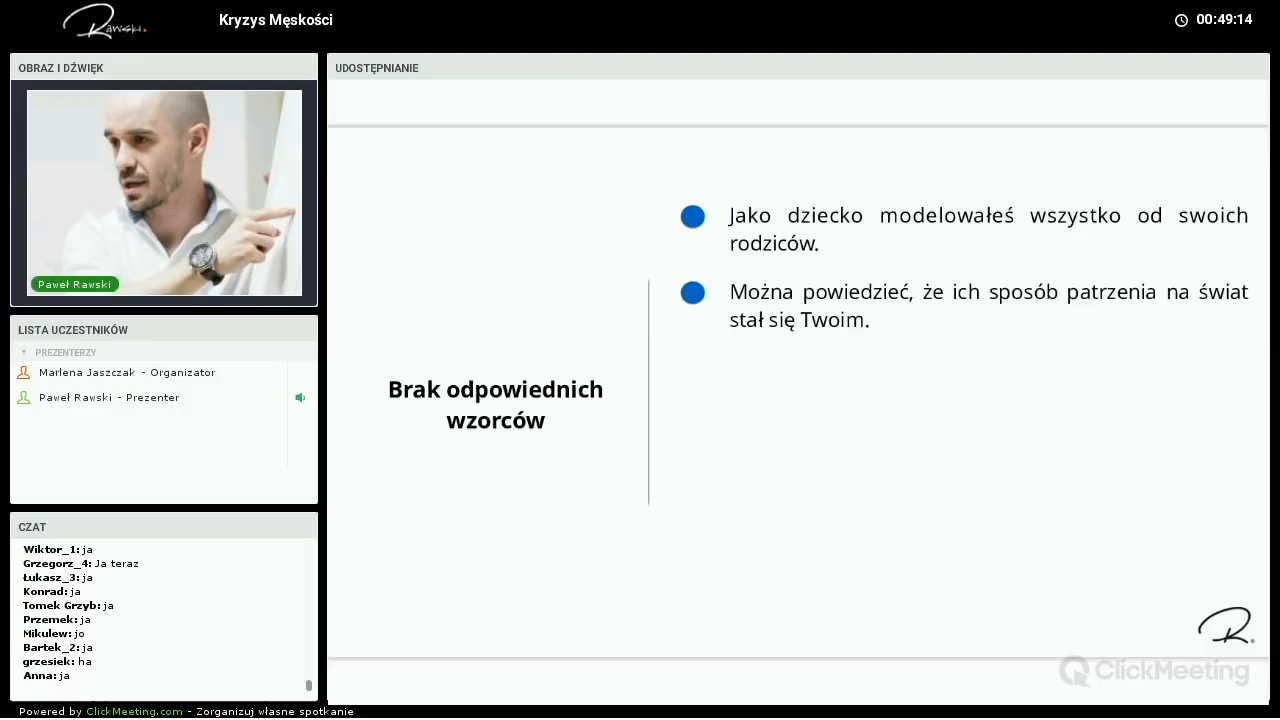 Rawski.
Kryzys Męskości
00:49:14
OBRAZ I DŹWIĘK
Paweł Rawski
LISTA UCZESTNIKÓW
PREZENTERZY
Marlena Jaszczak - Organizator
Paweł Rawski - Prezenter
CZAT
Wiktor_1: ja
Grzegorz_4: Ja teraz
Łukasz_3: ja
Konrad: ja
Tomek Grzyb: ja
Przemek: ja
Mikulew: jo
Bartek_2: ja
grzesiek: ha
Anna: ja
UDOSTĘPNIANIE
Brak odpowiednich
wzorców
Jako dziecko modelowałeś wszystko od swoich
rodziców.
Można powiedzieć, że ich sposób patrzenia na świat
stał się Twoim.
R.
ClickMeeting
Powered by ClickMeeting.com - Zorganizuj własne spotkanie